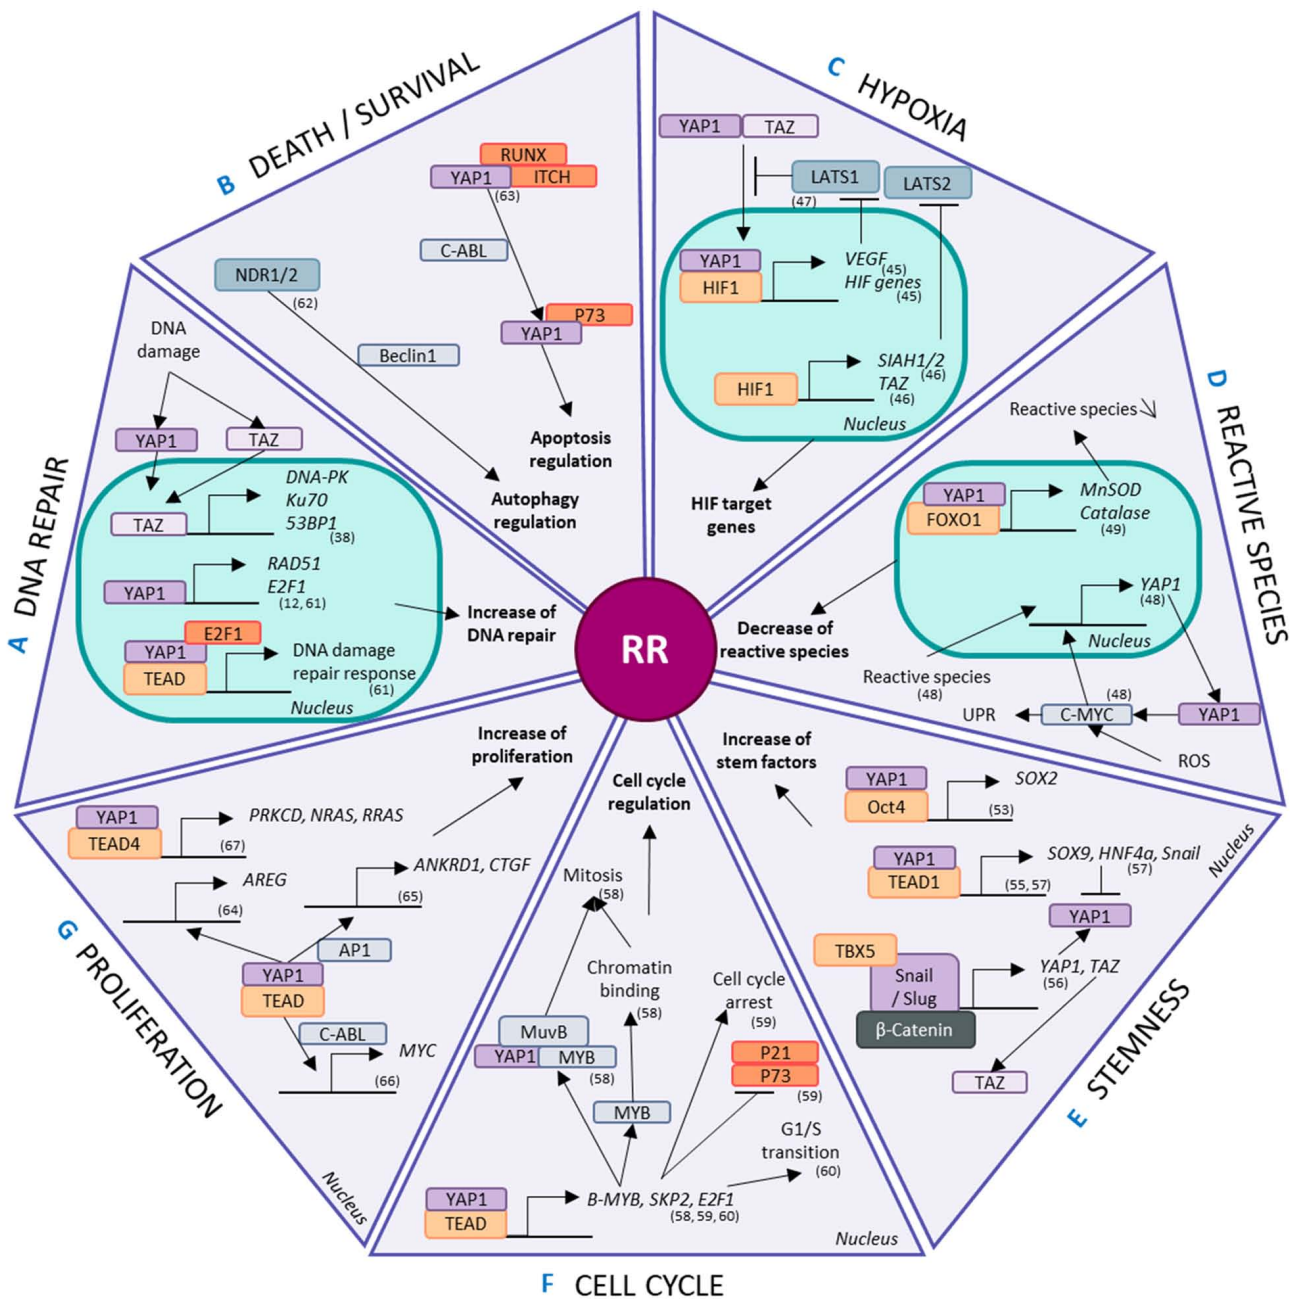 B DEATH / SURVIVAL
RUNX
YAP1 ITCH
(63)
C-ABL
NDR1/2
(62)
Beclin1
P73
YAP1
Apoptosis
regulation
Autophagy
regulation
C HYPOXIA
YAP1 TAZ
LATS1
LATS2
(47)
YAP1
HIF1
VEGF
(45)
HIF genes
(45)
HIF1
SIAH1/2
(46)
TAZ
(46)
Nucleus
HIF target
genes
D REACTIVE SPECIES
Reactive species
YAP1
FOXO1
MnSOD
Catalase
(49)
YAP1
(48)
Nucleus
Decrease of
reactive species
Reactive species
(48)
(48)
UPR
C-MYC
YAP1
ROS
A DNA REPAIR
DNA
damage
YAP1
TAZ
TAZ
DNA-PK
Ku70
53BP1
(38)
YAP1
RAD51
E2F1
(12, 61)
E2F1
YAP1
TEAD
DNA damage
repair response
(61)
Nucleus
Increase of
DNA repair
RR
E STEMNESS
Increase of
stem factors
YAP1
Oct4
SOX2
(53)
YAP1
TEAD1
SOX9, HNF4a, Snail
(57)
(55, 57)
YAP1
TBX5
Snail
/ Slug
β-Catenin
YAP1, TAZ
(56)
TAZ
Nucleus
F CELL CYCLE
Cell cycle
regulation
Mitosis
(58)
Chromatin
binding
(58)
Cell cycle
arrest
(59)
MuvB
YAP1 MYB
(58)
P21
P73
(59)
MYB
G1/S
transition
(60)
YAP1
TEAD
B-MYB, SKP2, E2F1
(58, 59, 60)
Nucleus
G PROLIFERATION
Increase of
proliferation
YAP1
TEAD4
PRKCD, NRAS, RRAS
(67)
AREG
(64)
ANKRD1, CTGF
(65)
AP1
YAP1
TEAD
C-ABL
MYC
(66)
Nucleus